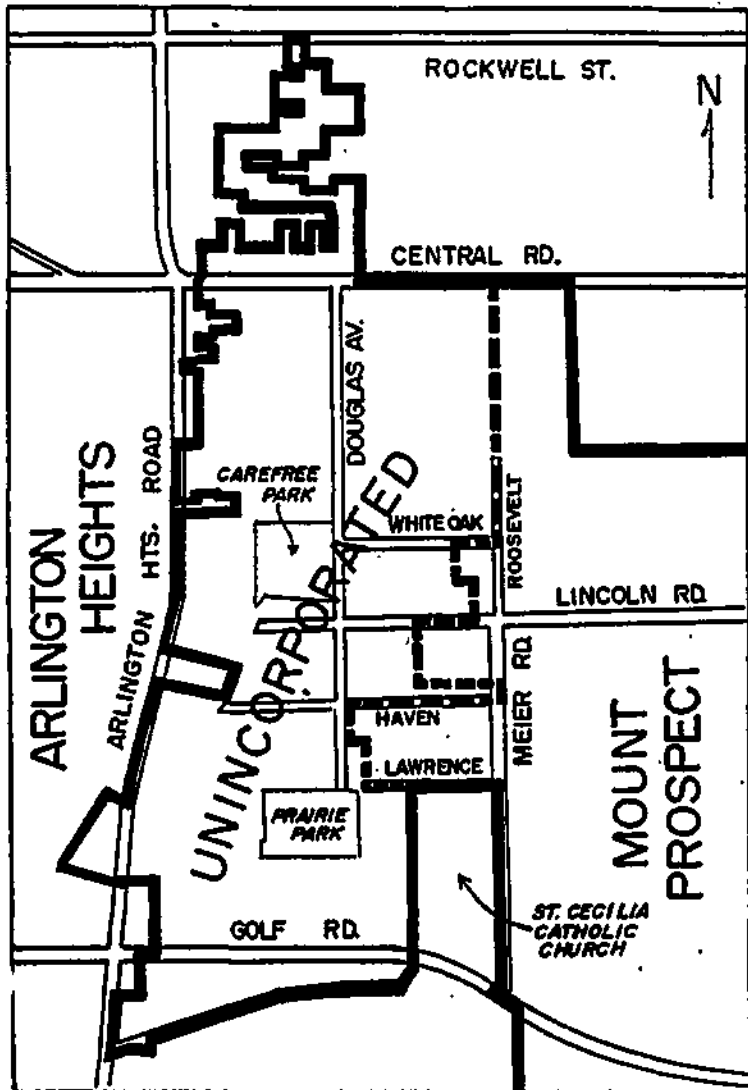 ROCKWELL ST.
N
CENTRAL RD.
DOUGLAS AV.
ARLINGTON
HEIGHTS
ARLINGTON HTS. ROAD
CAREFREE
PARK
UNINCORPORATED
WHITE OAK
ROOSEVELT
LINCOLN RD.
MEIER RD.
HAVEN
LAWRENCE
PRAIRIE
PARK
MOUNT
PROSPECT
GOLF RD.
ST. CECILIA
CATHOLIC
CHURCH